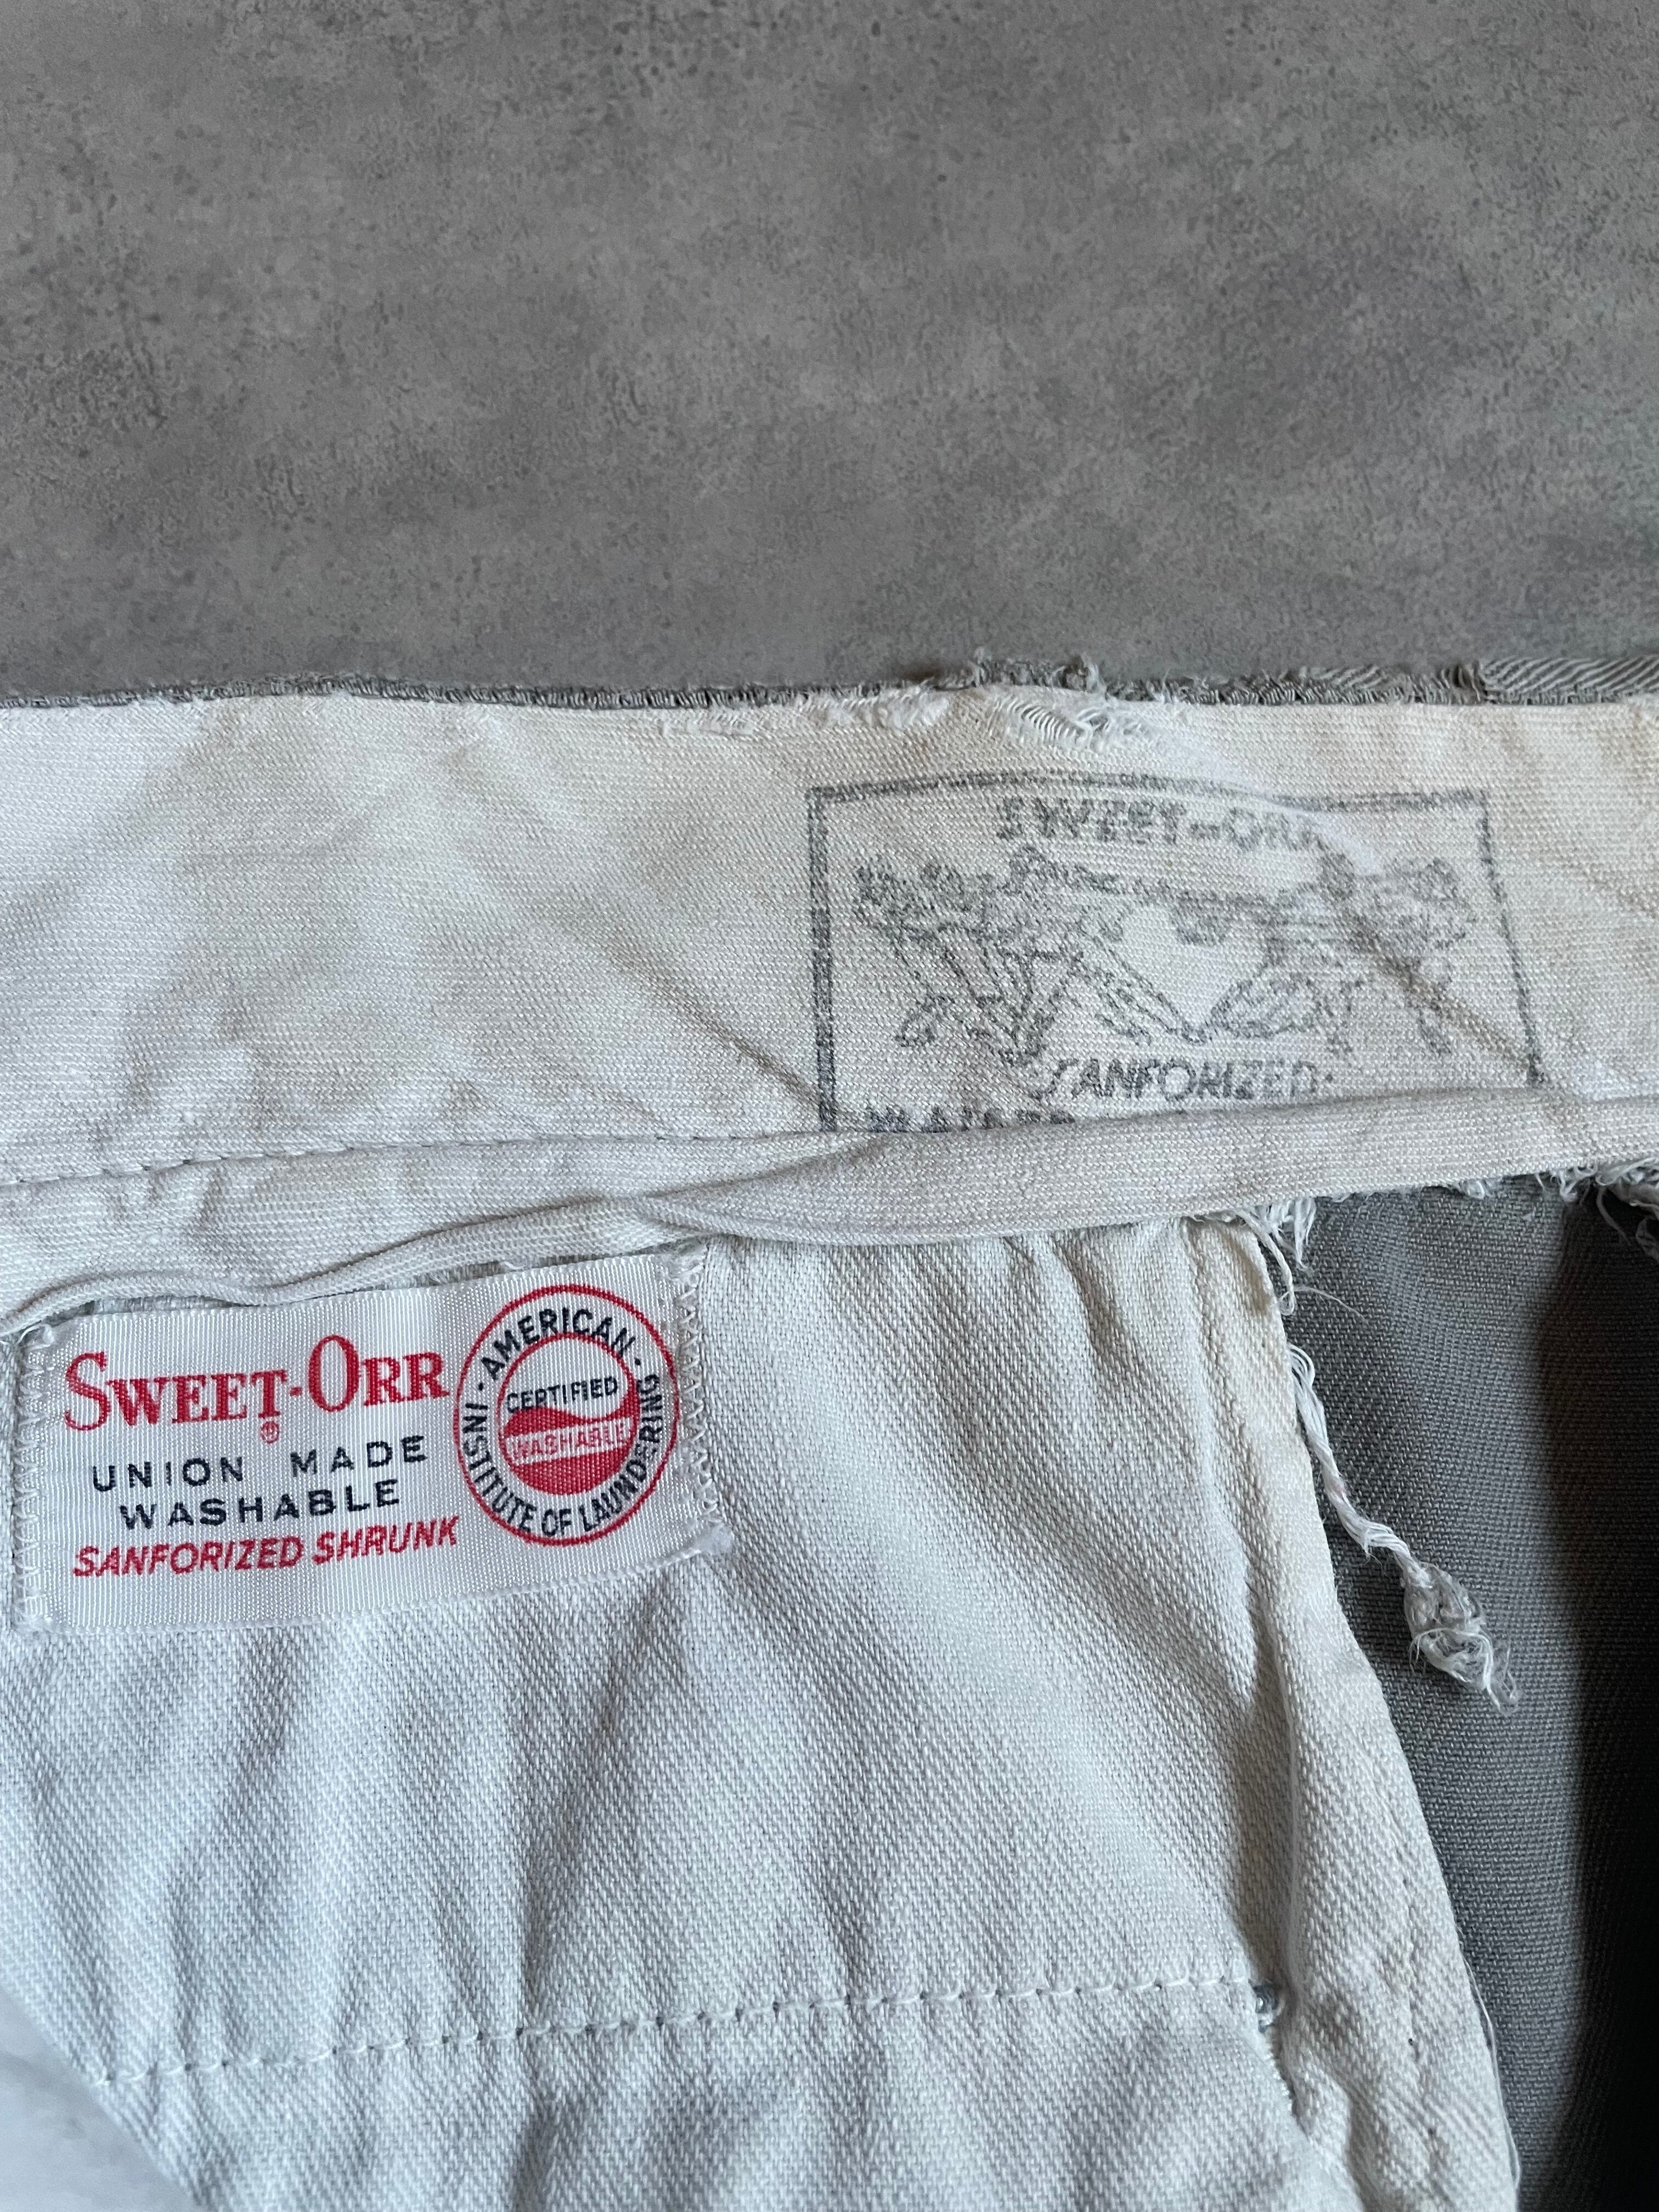 SWEET-ORR
SANFORIZED
SWEET-ORR
®
UNION MADE
WASHABLE
SANFORIZED SHRUNK
· AMERICAN · INSTITUTE OF LAUNDERING
CERTIFIED
WASHABLE